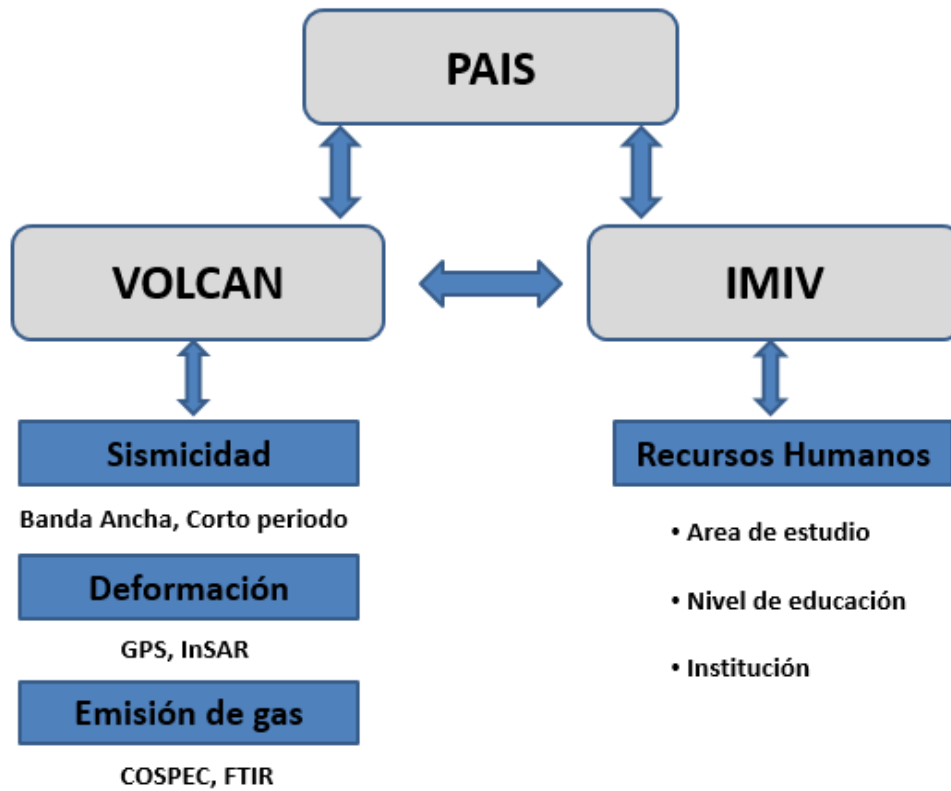 PAIS
VOLCAN
IMIV
Sismicidad
Banda Ancha, Corto periodo
Deformación
GPS, InSAR
Emisión de gas
COSPEC, FTIR
Recursos Humanos
• Area de estudio
• Nivel de educación
• Institución